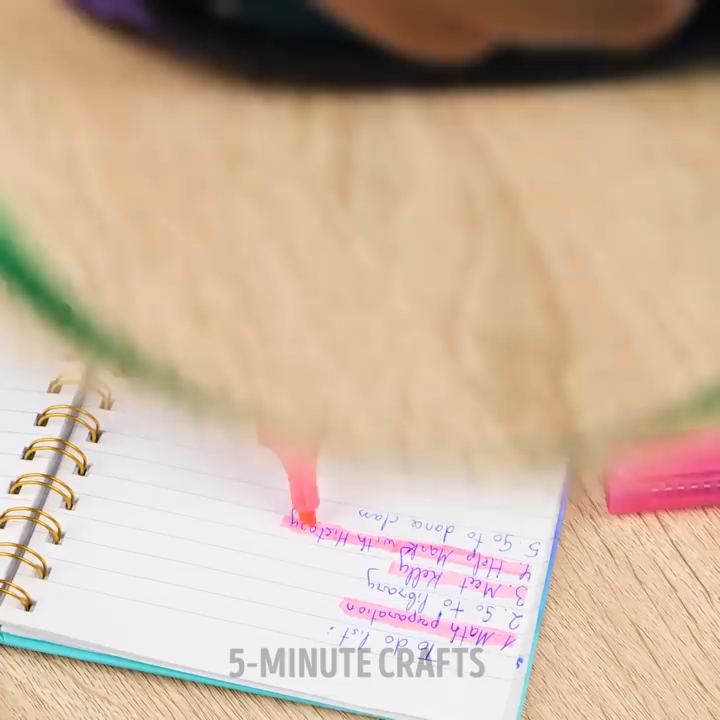 To do list:
1 Math preparation
2. Go to library
3. Meet Kelly
4 Help Mark with History
5. Go to dance class
5-MINUTE CRAFTS